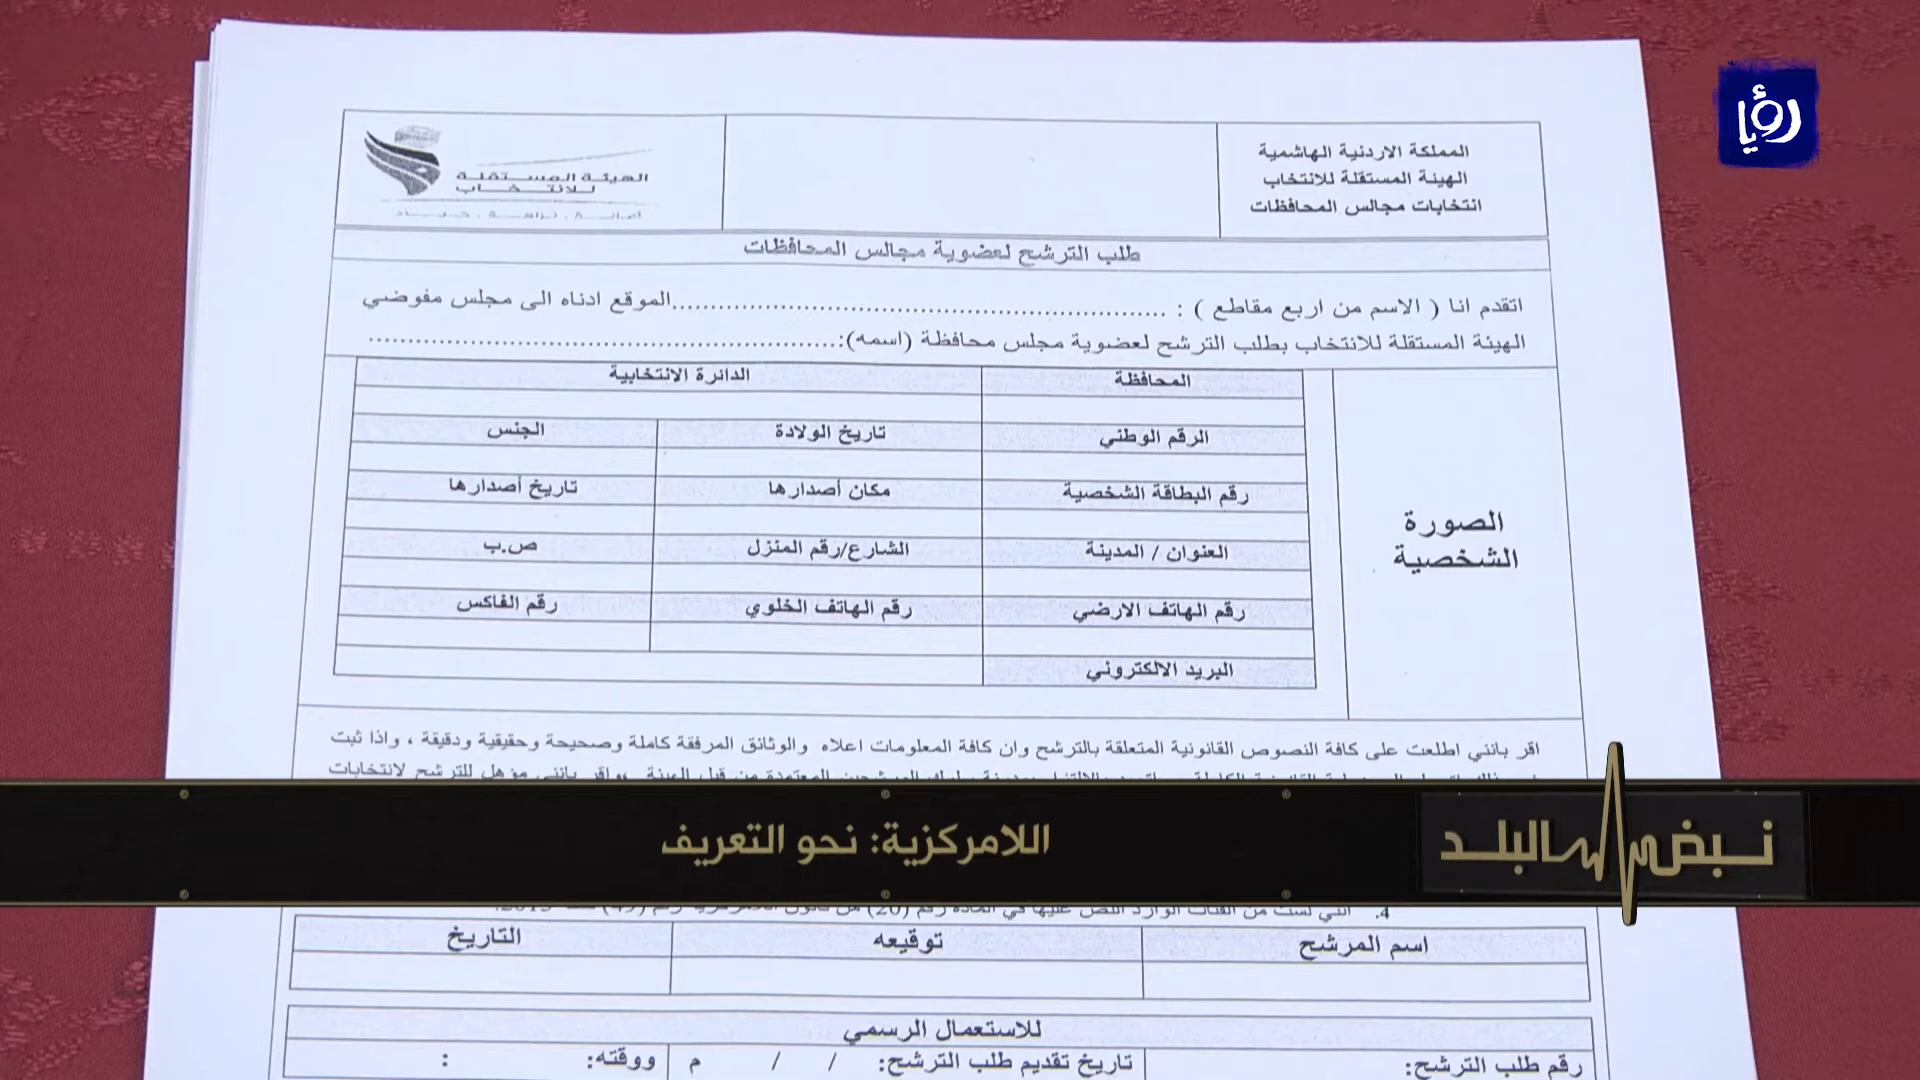 رؤيا
المملكة الاردنية الهاشمية
الهيئة المستقلة للانتخاب
انتخابات مجالس المحافظات
الهيئة المستقلة
للانتخاب
طلب الترشح لعضوية مجالس المحافظات
اتقدم انا ( الاسم من اربع مقاطع ) : ..............................................................الموقع ادناه الى مجلس مفوضي
الهيئة المستقلة للانتخاب بطلب الترشح لعضوية مجلس محافظة (اسمه):..............................................................
المحافظة الدائرة الانتخابية
الرقم الوطني تاريخ الولادة الجنس
رقم البطاقة الشخصية مكان أصدارها تاريخ أصدارها
العنوان / المدينة الشارع/رقم المنزل ص.ب
رقم الهاتف الارضي رقم الهاتف الخلوي رقم الفاكس
البريد الالكتروني
الصورة
الشخصية
اقر بانني اطلعت على كافة النصوص القانونية المتعلقة بالترشح وان كافة المعلومات اعلاه والوثائق المرفقة كاملة وصحيحة وحقيقية ودقيقة ، واذا ثبت
نبض البلد
اللامركزية: نحو التعريف
اسم المرشح توقيعه التاريخ
للاستعمال الرسمي
رقم طلب الترشح: تاريخ تقديم طلب الترشح: / / م ووقته: :